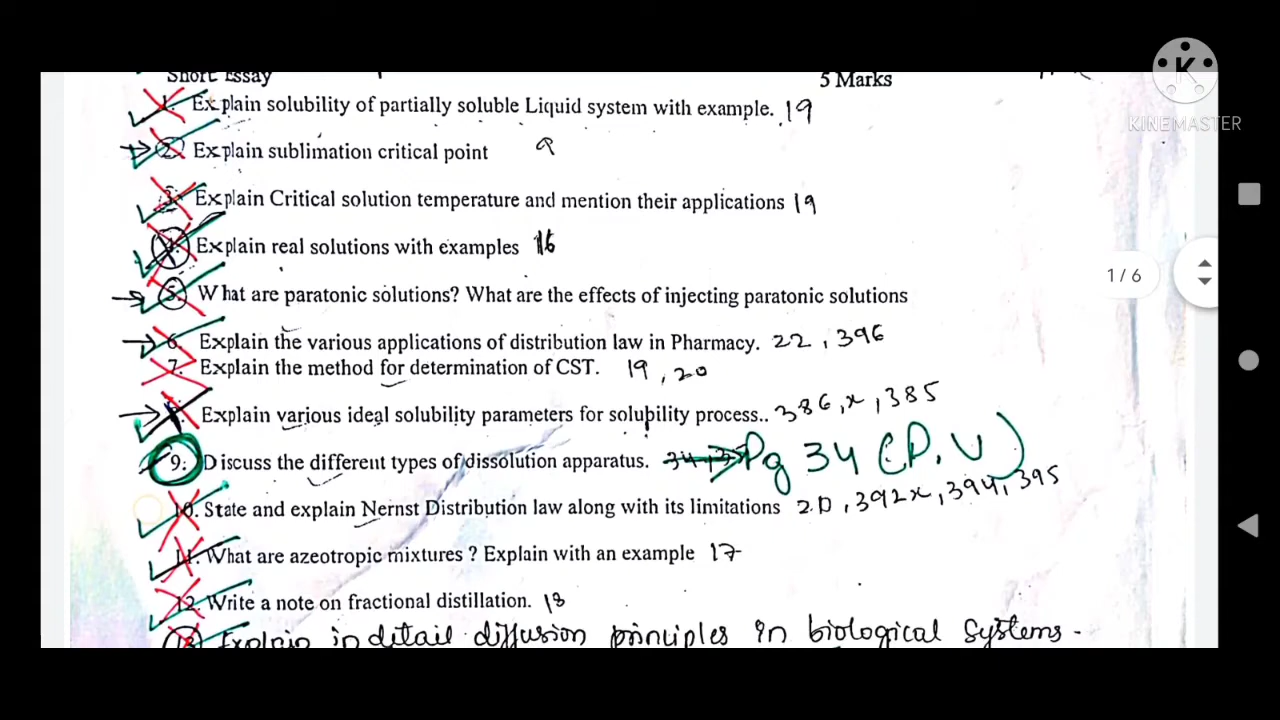 Short Essay 5 Marks
KINEMASTER
1. Explain solubility of partially soluble Liquid system with example. 19
2. Explain sublimation critical point 9
3. Explain Critical solution temperature and mention their applications 19
4. Explain real solutions with examples 16
1 / 6
5. What are paratonic solutions? What are the effects of injecting paratonic solutions
6. Explain the various applications of distribution law in Pharmacy. 22, 396
7. Explain the method for determination of CST. 19, 20
Explain various ideal solubility parameters for solubility process.. 386,x, 385
9. Discuss the different types of dissolution apparatus. Pg 34 (P.V)
10. State and explain Nernst Distribution law along with its limitations 20, 392x, 394, 395
11. What are azeotropic mixtures ? Explain with an example 17
12. Write a note on fractional distillation. 18
13 Explain in detail diffusion principles in biological systems.